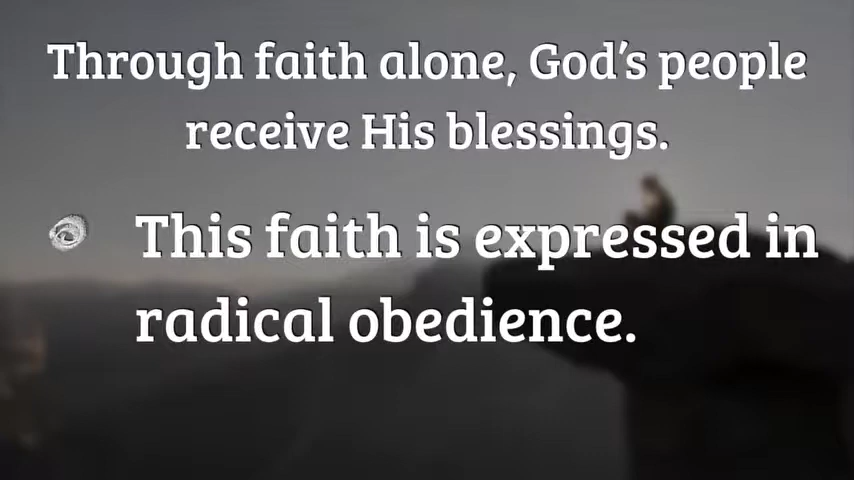 Through faith alone, God's people
receive His blessings.
This faith is expressed in
radical obedience.